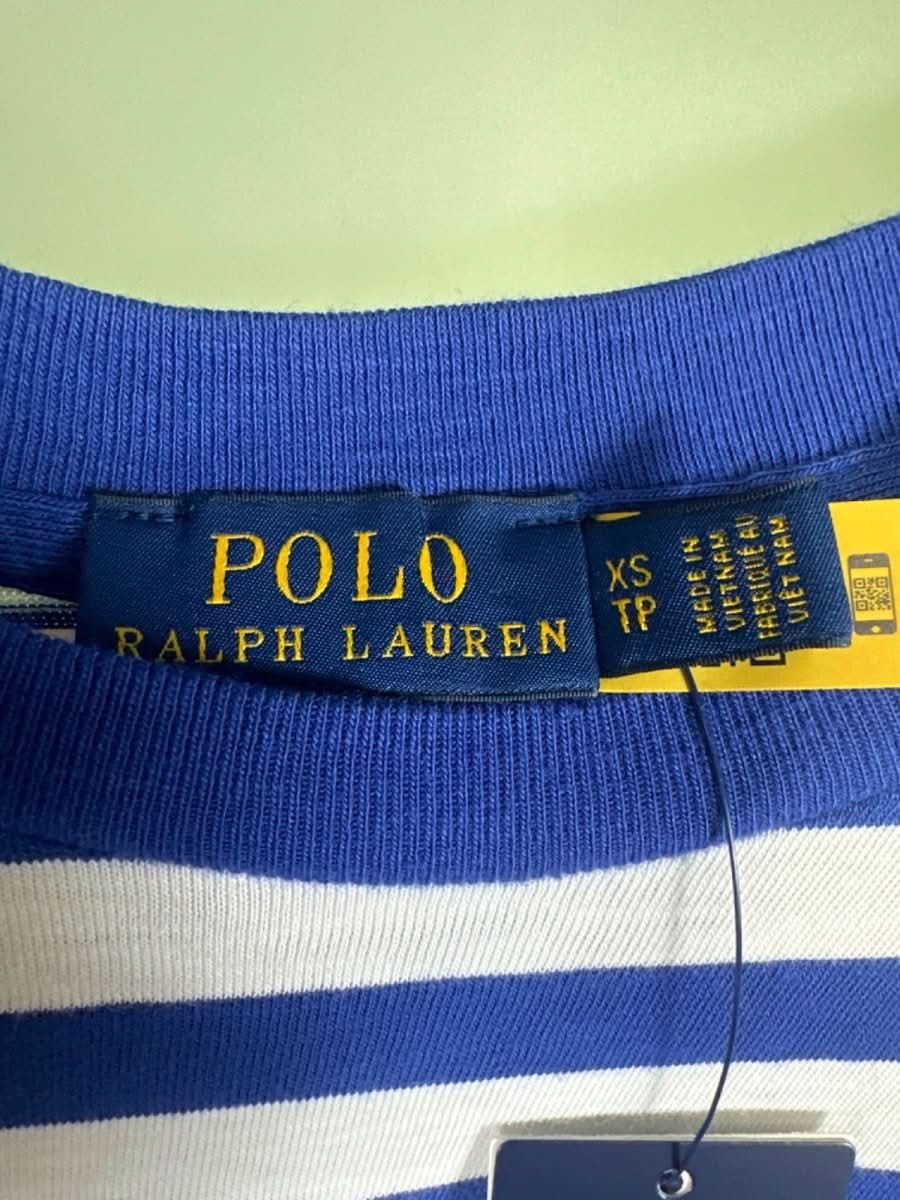 POLO
RALPH LAUREN
XS
TP
MADE IN
VIETNAM
FABRIQUÉ AU
VIÊT NAM